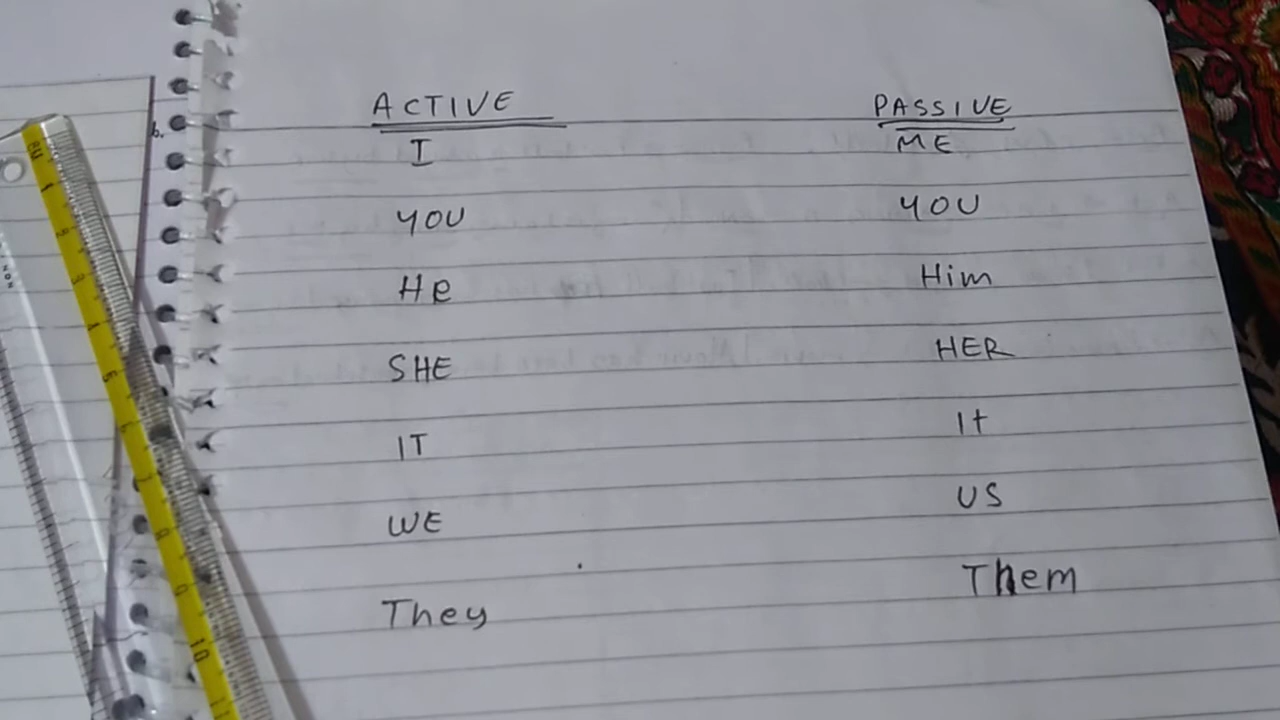 ACTIVE PASSIVE
I ME
YOU YOU
He Him
SHE HER
IT It
WE US
They Them